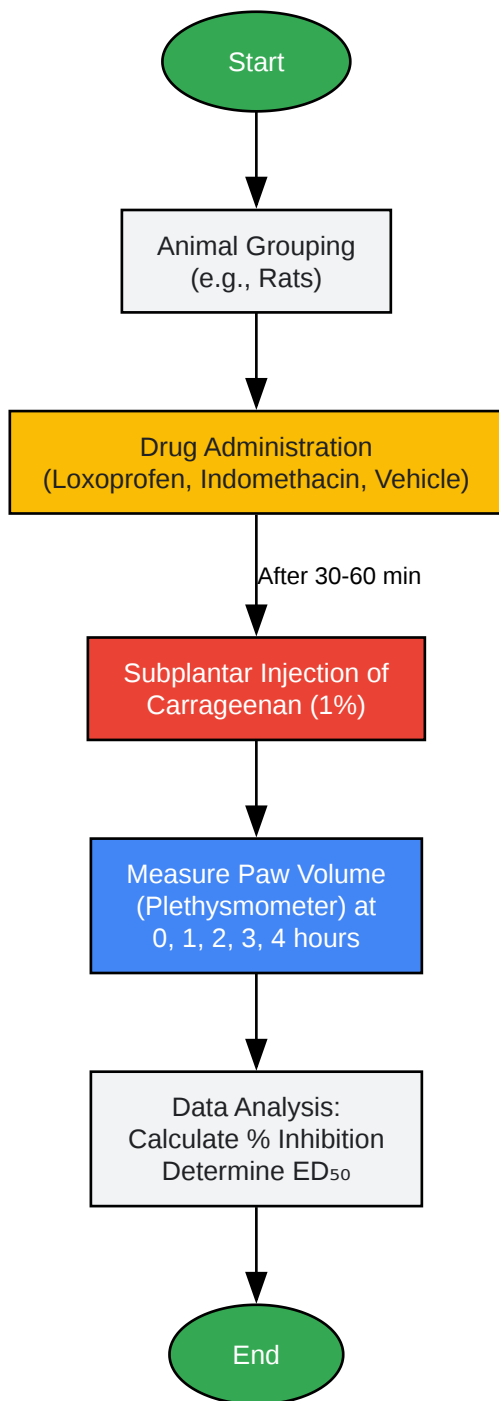 Start
Animal Grouping
(e.g., Rats)
Drug Administration
(Loxoprofen, Indomethacin, Vehicle)
After 30-60 min
Subplantar Injection of
Carrageenan (1%)
Measure Paw Volume
(Plethysmometer) at
0, 1, 2, 3, 4 hours
Data Analysis:
Calculate % Inhibition
Determine ED₅₀
End